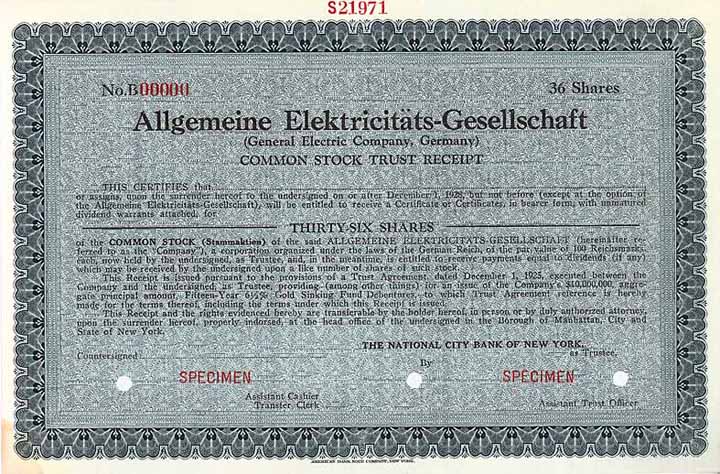 S21971
No.B00000 36 Shares
Allgemeine Elektricitäts-Gesellschaft
(General Electric Company, Germany)
COMMON STOCK TRUST RECEIPT
THIS CERTIFIES that
or assigns, upon the surrender hereof to the undersigned on or after December 1, 1928, but not before (except at the option of
the Allgemeine Elektricitäts-Gesellschaft), will be entitled to receive a Certificate or Certificates, in bearer form, with unmatured
dividend warrants attached, for
THIRTY-SIX SHARES
of the COMMON STOCK (Stammaktien) of the said ALLGEMEINE ELEKTRICITÄTS-GESELLSCHAFT (hereinafter re-
ferred to as the "Company"), a corporation organized under the laws of the German Reich, of the par value of 100 Reichsmarks,
each, now held by the undersigned, as Trustee, and, in the meantime, is entitled to receive payments equal to dividends (if any)
which may be received by the undersigned upon a like number of shares of such stock.
This Receipt is issued pursuant to the provisions of a Trust Agreement, dated December 1, 1925, executed between the
Company and the undersigned, as Trustee, providing (among other things) for an issue of the Company's $10,000,000, aggre-
gate principal amount, Fifteen-Year 6½% Gold Sinking Fund Debentures, to which Trust Agreement reference is hereby
made for the terms thereof, including the terms under which this Receipt is issued.
This Receipt and the rights evidenced hereby are transferable by the holder hereof, in person or by duly authorized attorney,
upon the surrender hereof, properly indorsed, at the head office of the undersigned in the Borough of Manhattan, City and
State of New York.
THE NATIONAL CITY BANK OF NEW YORK,
Countersigned as Trustee,
By
SPECIMEN SPECIMEN
Assistant Cashier
Transfer Clerk Assistant Trust Officer
AMERICAN BANK NOTE COMPANY, NEW YORK.